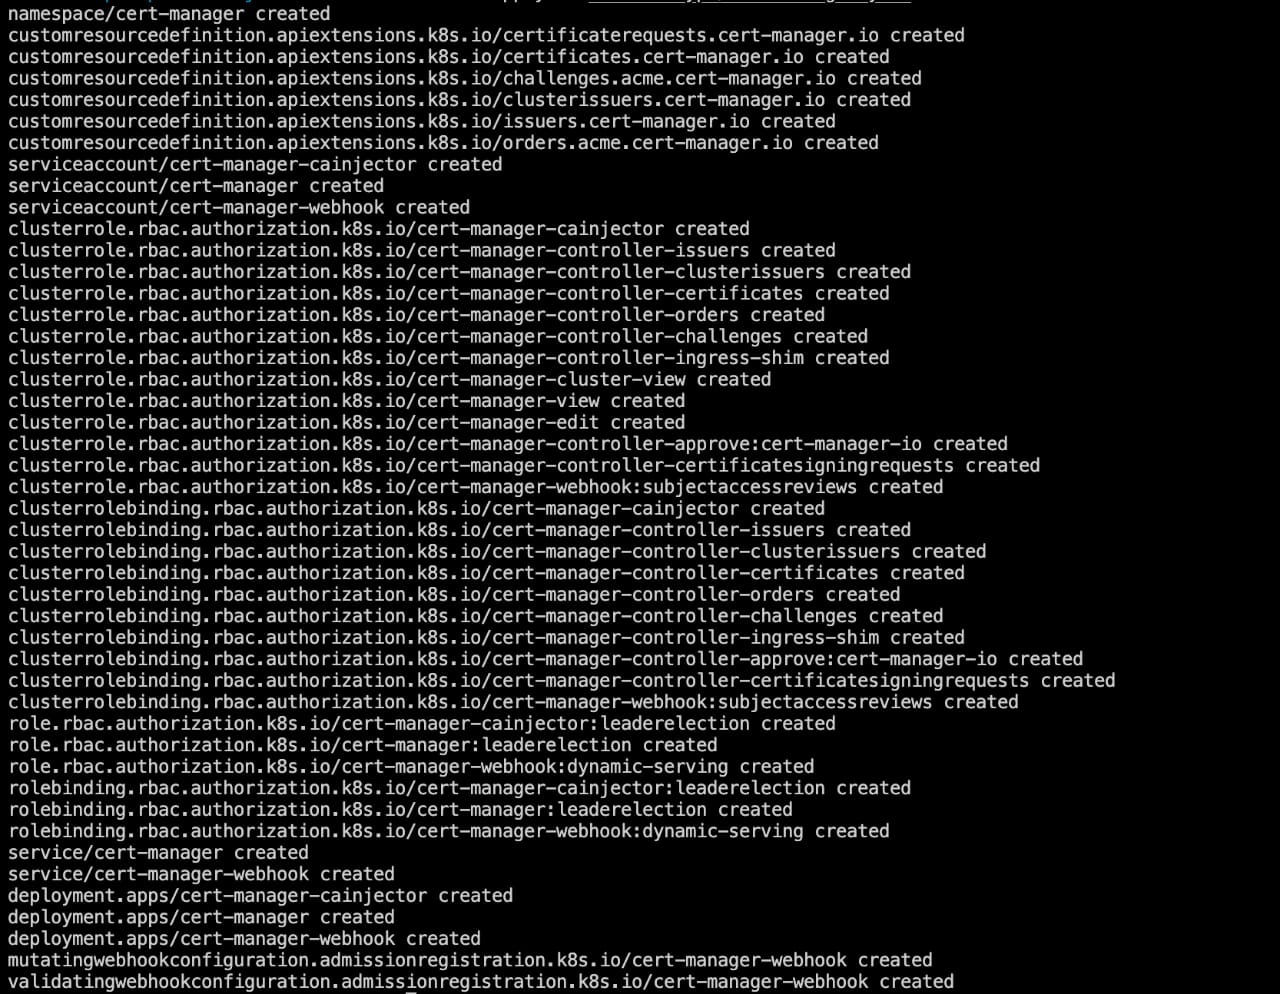 namespace/cert-manager created
customresourcedefinition.apiextensions.k8s.io/certificaterequests.cert-manager.io created
customresourcedefinition.apiextensions.k8s.io/certificates.cert-manager.io created
customresourcedefinition.apiextensions.k8s.io/challenges.acme.cert-manager.io created
customresourcedefinition.apiextensions.k8s.io/clusterissuers.cert-manager.io created
customresourcedefinition.apiextensions.k8s.io/issuers.cert-manager.io created
customresourcedefinition.apiextensions.k8s.io/orders.acme.cert-manager.io created
serviceaccount/cert-manager-cainjector created
serviceaccount/cert-manager created
serviceaccount/cert-manager-webhook created
clusterrole.rbac.authorization.k8s.io/cert-manager-cainjector created
clusterrole.rbac.authorization.k8s.io/cert-manager-controller-issuers created
clusterrole.rbac.authorization.k8s.io/cert-manager-controller-clusterissuers created
clusterrole.rbac.authorization.k8s.io/cert-manager-controller-certificates created
clusterrole.rbac.authorization.k8s.io/cert-manager-controller-orders created
clusterrole.rbac.authorization.k8s.io/cert-manager-controller-challenges created
clusterrole.rbac.authorization.k8s.io/cert-manager-controller-ingress-shim created
clusterrole.rbac.authorization.k8s.io/cert-manager-cluster-view created
clusterrole.rbac.authorization.k8s.io/cert-manager-view created
clusterrole.rbac.authorization.k8s.io/cert-manager-edit created
clusterrole.rbac.authorization.k8s.io/cert-manager-controller-approve:cert-manager-io created
clusterrole.rbac.authorization.k8s.io/cert-manager-controller-certificatesigningrequests created
clusterrole.rbac.authorization.k8s.io/cert-manager-webhook:subjectaccessreviews created
clusterrolebinding.rbac.authorization.k8s.io/cert-manager-cainjector created
clusterrolebinding.rbac.authorization.k8s.io/cert-manager-controller-issuers created
clusterrolebinding.rbac.authorization.k8s.io/cert-manager-controller-clusterissuers created
clusterrolebinding.rbac.authorization.k8s.io/cert-manager-controller-certificates created
clusterrolebinding.rbac.authorization.k8s.io/cert-manager-controller-orders created
clusterrolebinding.rbac.authorization.k8s.io/cert-manager-controller-challenges created
clusterrolebinding.rbac.authorization.k8s.io/cert-manager-controller-ingress-shim created
clusterrolebinding.rbac.authorization.k8s.io/cert-manager-controller-approve:cert-manager-io created
clusterrolebinding.rbac.authorization.k8s.io/cert-manager-controller-certificatesigningrequests created
clusterrolebinding.rbac.authorization.k8s.io/cert-manager-webhook:subjectaccessreviews created
role.rbac.authorization.k8s.io/cert-manager-cainjector:leaderelection created
role.rbac.authorization.k8s.io/cert-manager:leaderelection created
role.rbac.authorization.k8s.io/cert-manager-webhook:dynamic-serving created
rolebinding.rbac.authorization.k8s.io/cert-manager-cainjector:leaderelection created
rolebinding.rbac.authorization.k8s.io/cert-manager:leaderelection created
rolebinding.rbac.authorization.k8s.io/cert-manager-webhook:dynamic-serving created
service/cert-manager created
service/cert-manager-webhook created
deployment.apps/cert-manager-cainjector created
deployment.apps/cert-manager created
deployment.apps/cert-manager-webhook created
mutatingwebhookconfiguration.admissionregistration.k8s.io/cert-manager-webhook created
validatingwebhookconfiguration.admissionregistration.k8s.io/cert-manager-webhook created